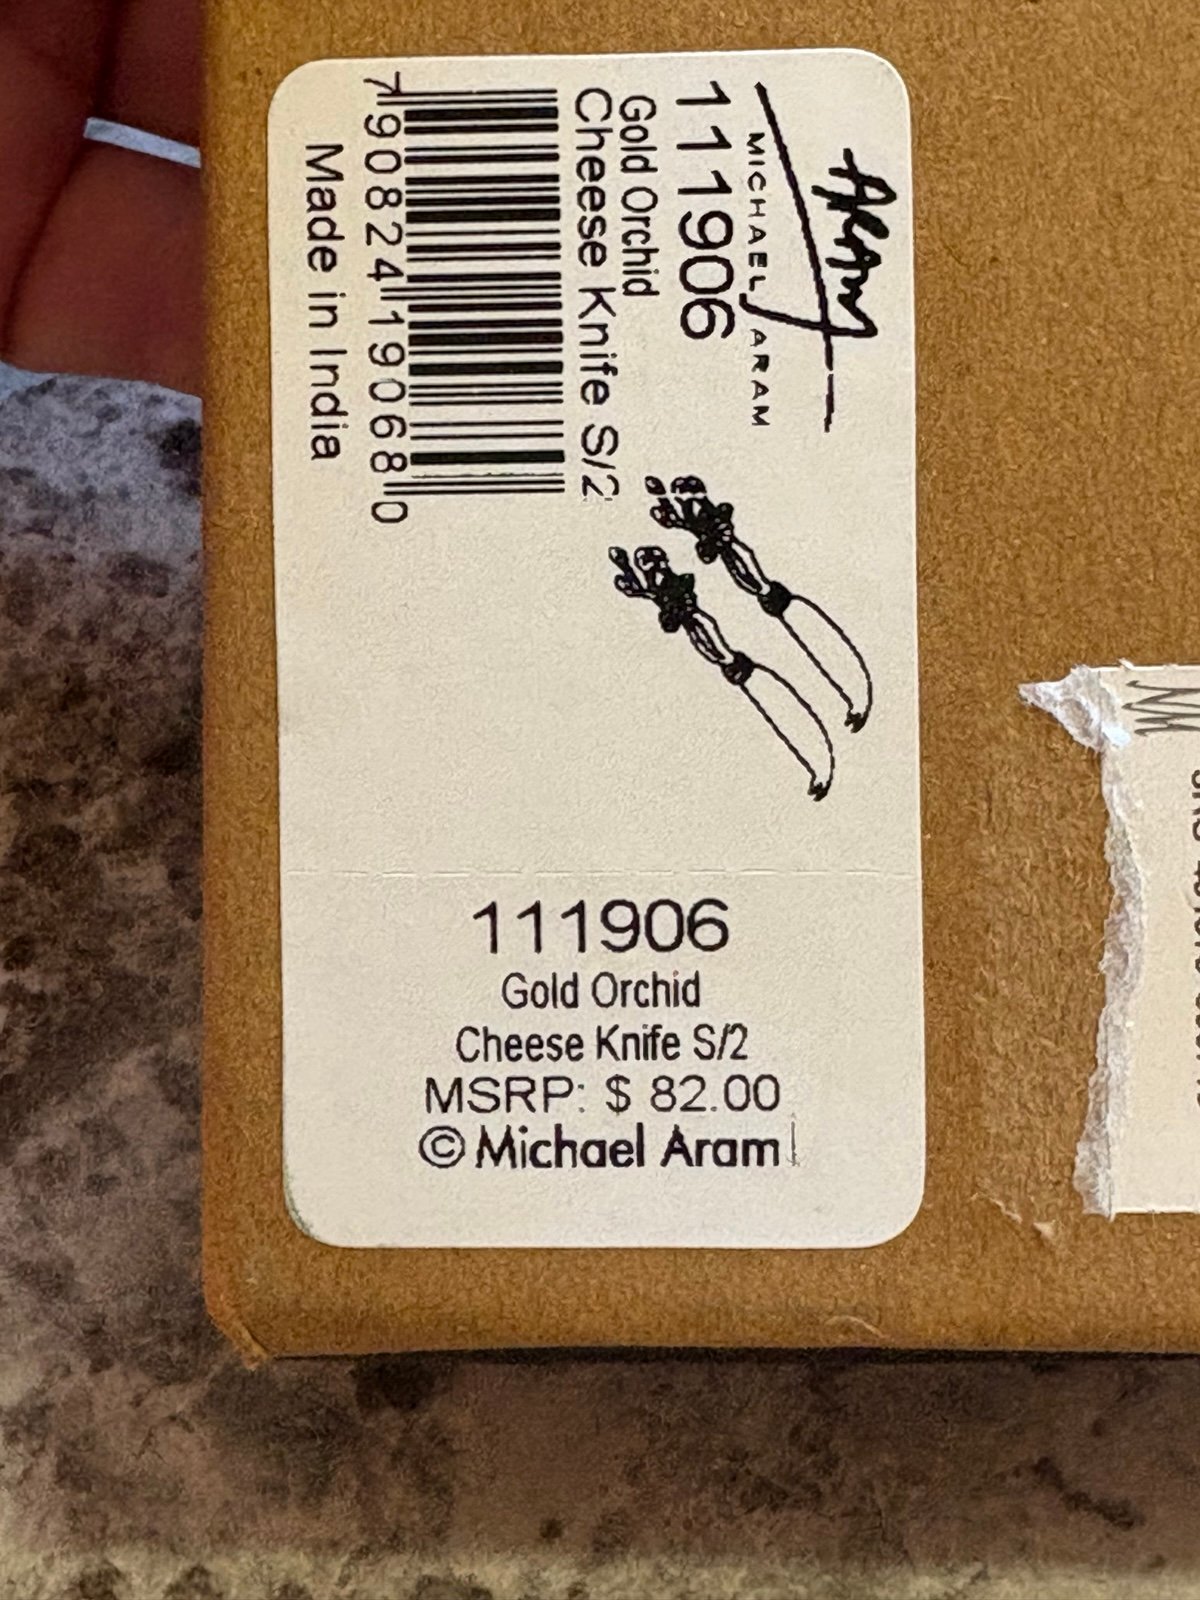 ARAM
MICHAEL ARAM
111906
Gold Orchid
Cheese Knife S/2
7 90824 19068 0
Made in India
111906
Gold Orchid
Cheese Knife S/2
MSRP: $ 82.00
© Michael Aram